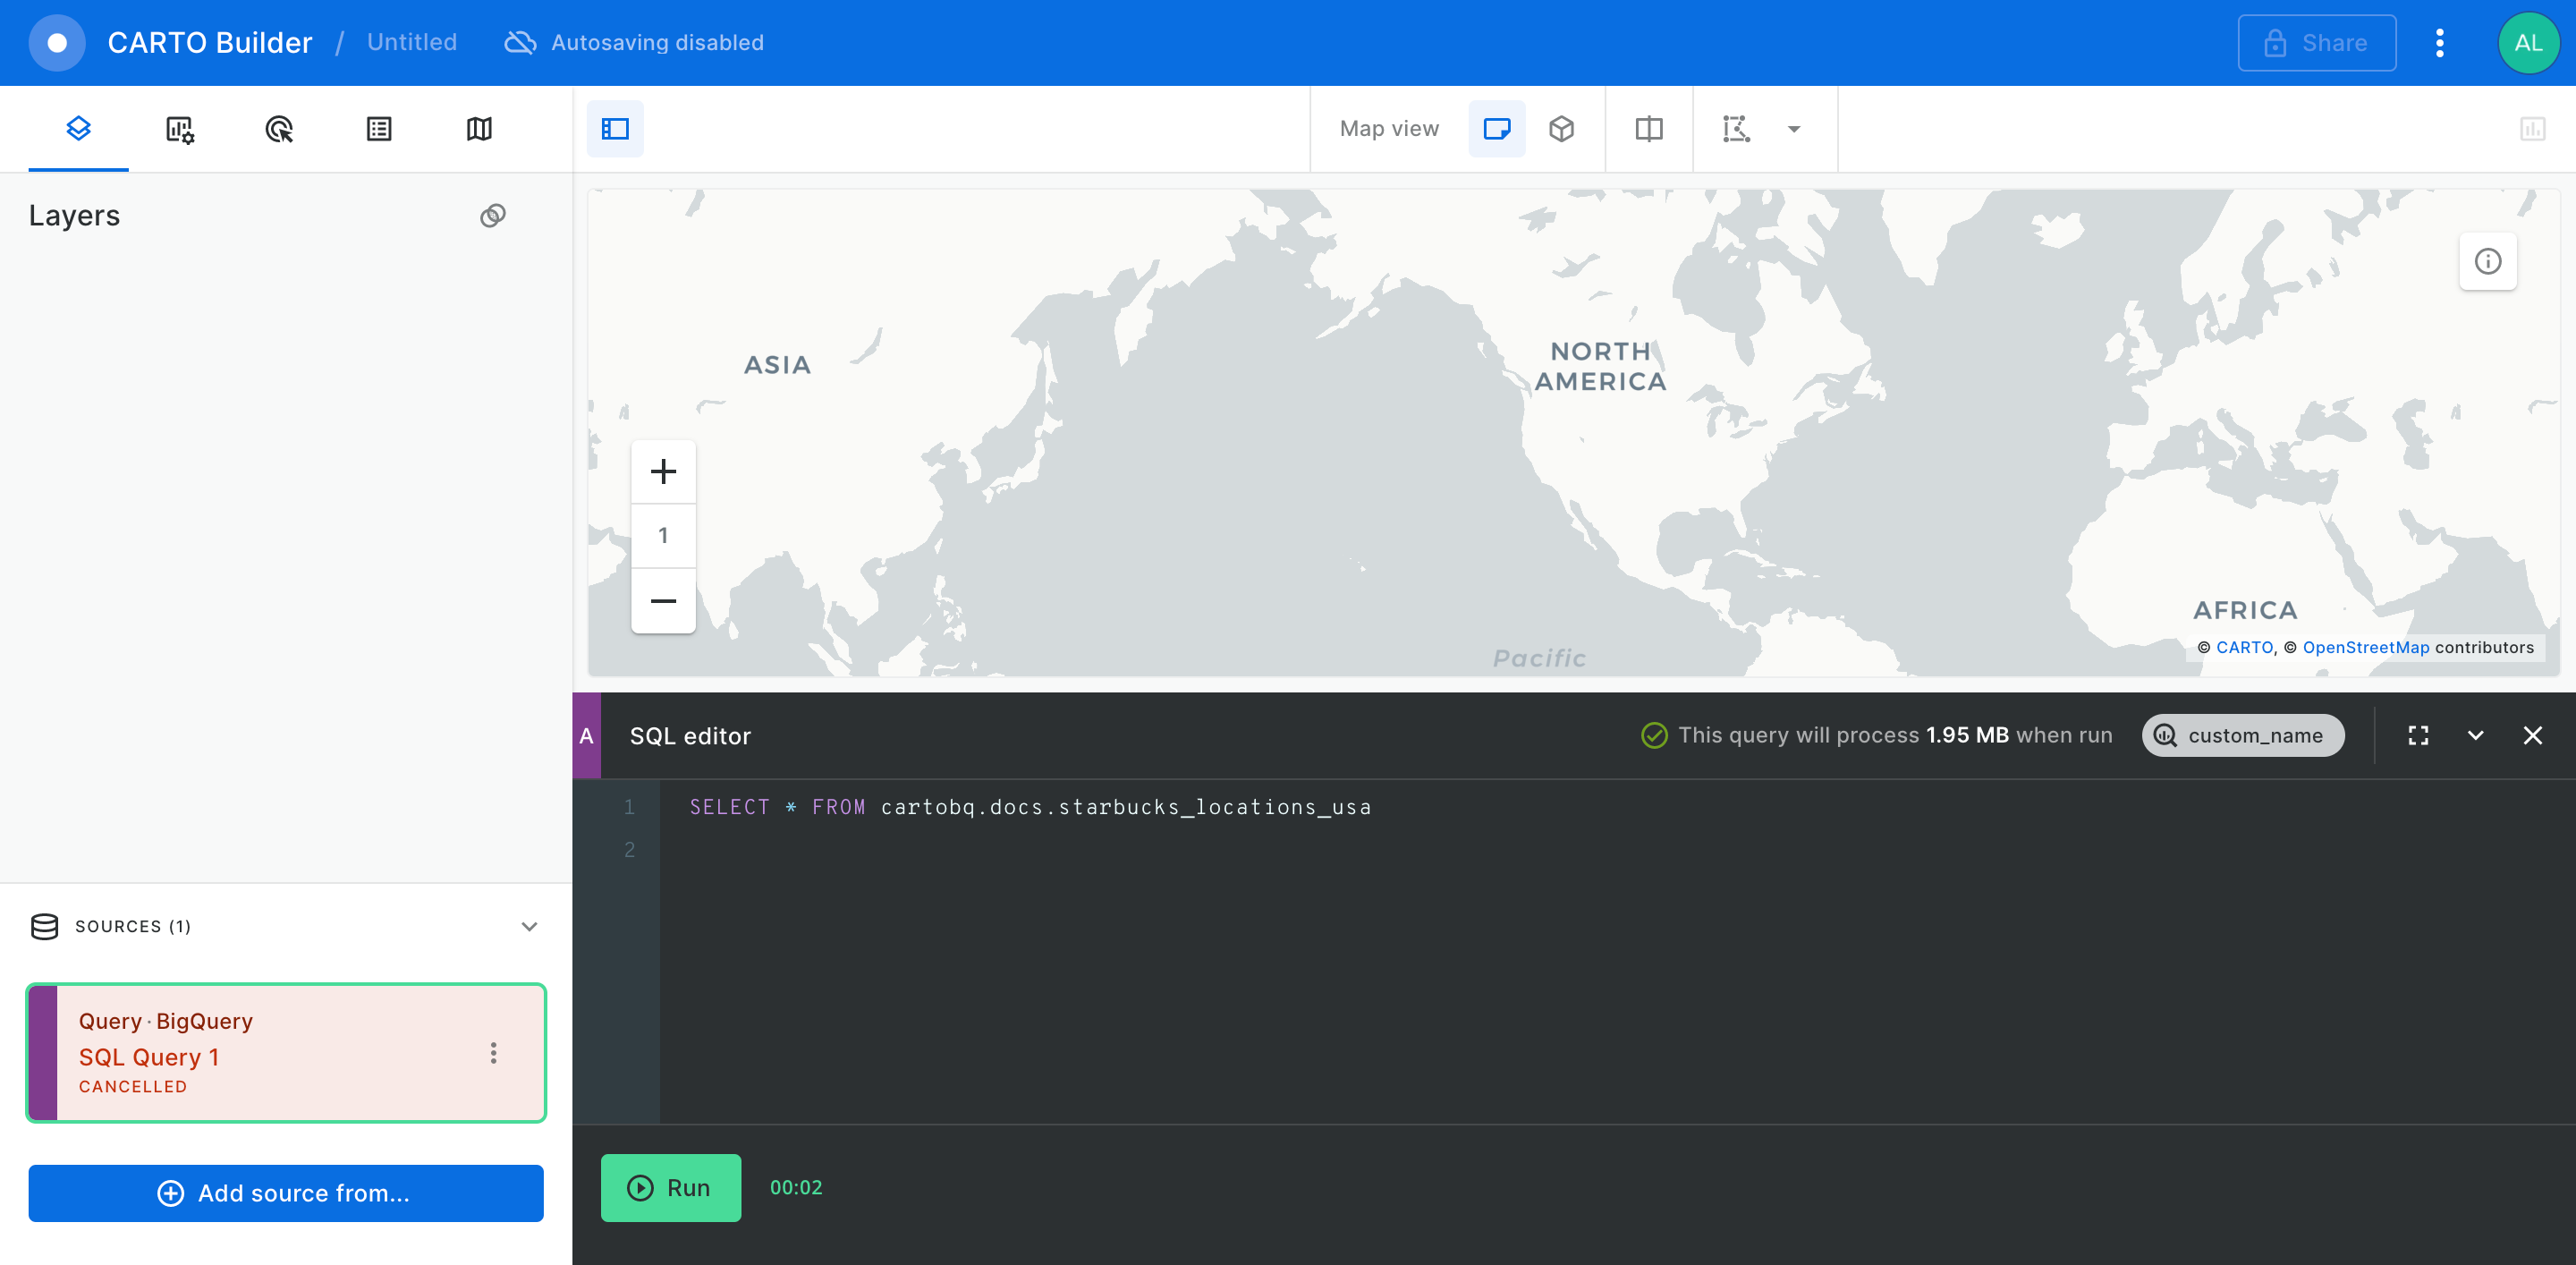 CARTO Builder / Untitled Autosaving disabled Share AL
Map view
Layers
ASIA
NORTH
AMERICA
1
AFRICA
Pacific
© CARTO, © OpenStreetMap contributors
A SQL editor This query will process 1.95 MB when run custom_name
1 SELECT * FROM cartobq.docs.starbucks_locations_usa
2
SOURCES (1)
Query · BigQuery
SQL Query 1
CANCELLED
Add source from...
Run 00:02